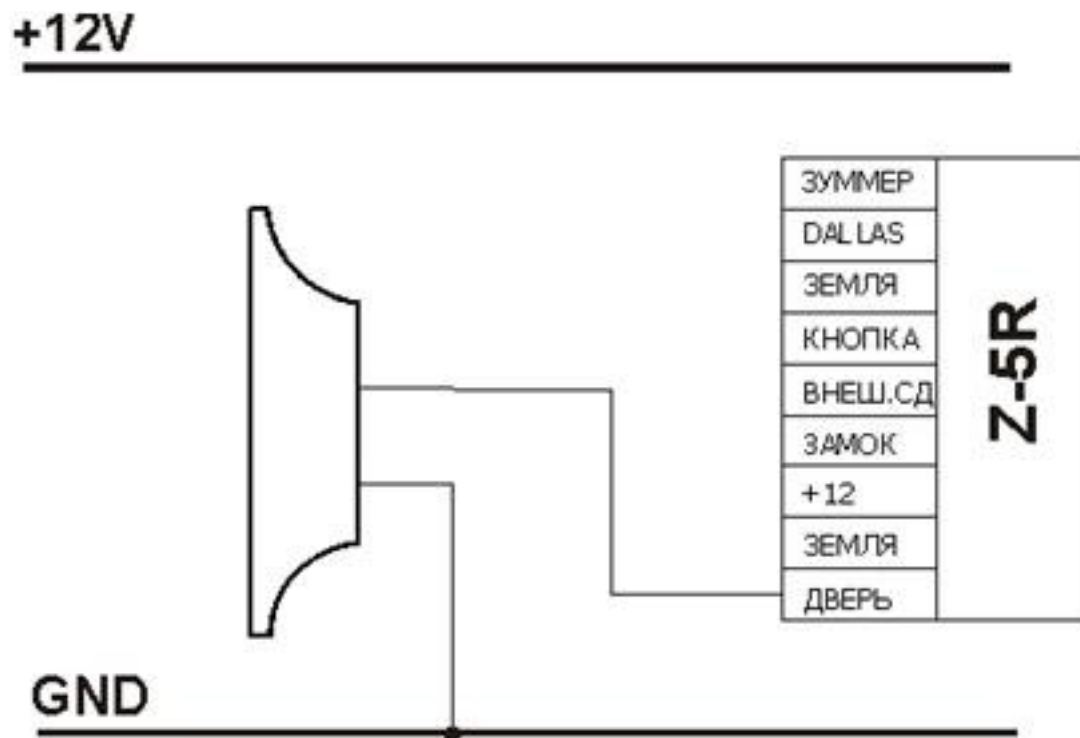 +12V
ЗУММЕР
DALLAS
ЗЕМЛЯ
КНОПКА
ВНЕШ.СД
ЗАМОК
+12
ЗЕМЛЯ
ДВЕРЬ
Z-5R
GND